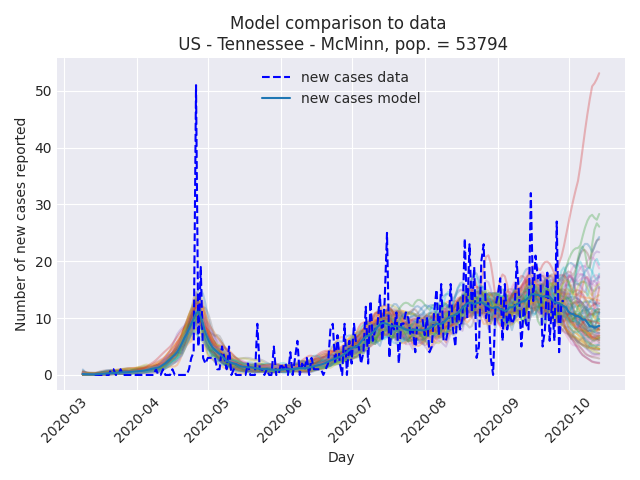 Model comparison to data
US - Tennessee - McMinn, pop. = 53794
new cases data
new cases model
Number of new cases reported
50
40
30
20
10
0
2020-03
2020-04
2020-05
2020-06
2020-07
2020-08
2020-09
2020-10
Day